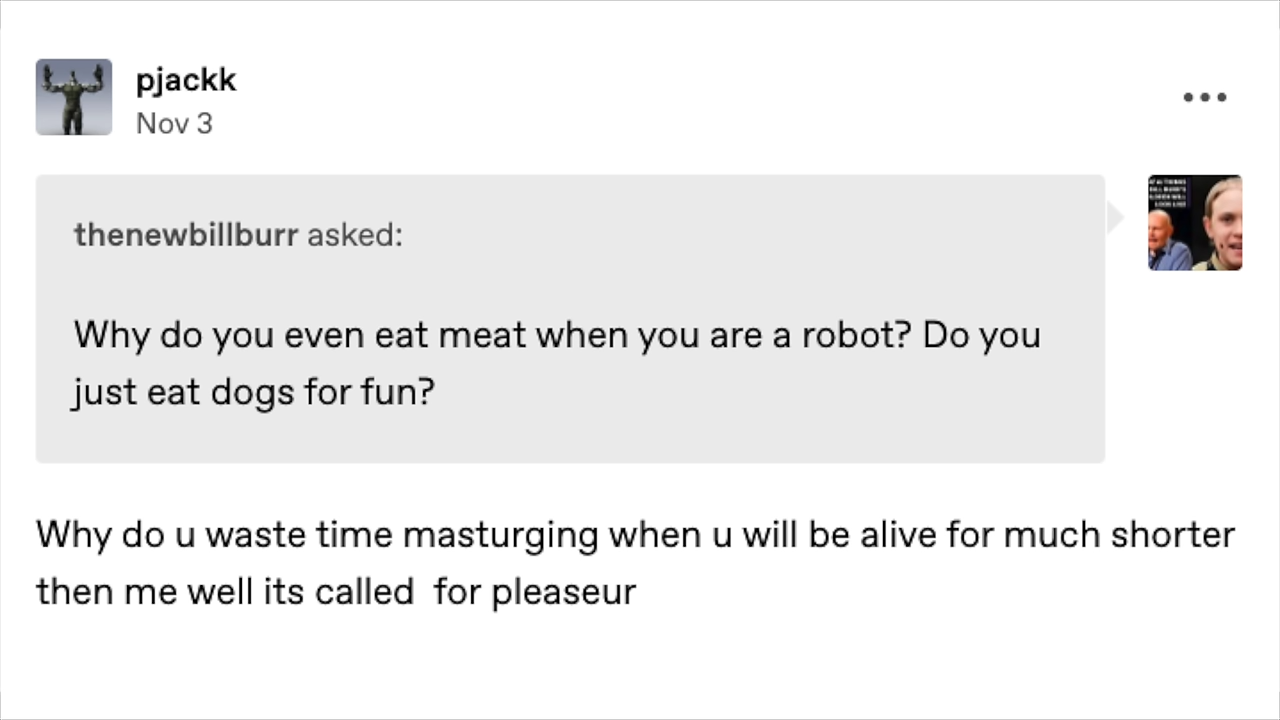 pjackk
Nov 3
thenewbillburr asked:
Why do you even eat meat when you are a robot? Do you
just eat dogs for fun?
Why do u waste time masturging when u will be alive for much shorter
then me well its called  for pleaseur